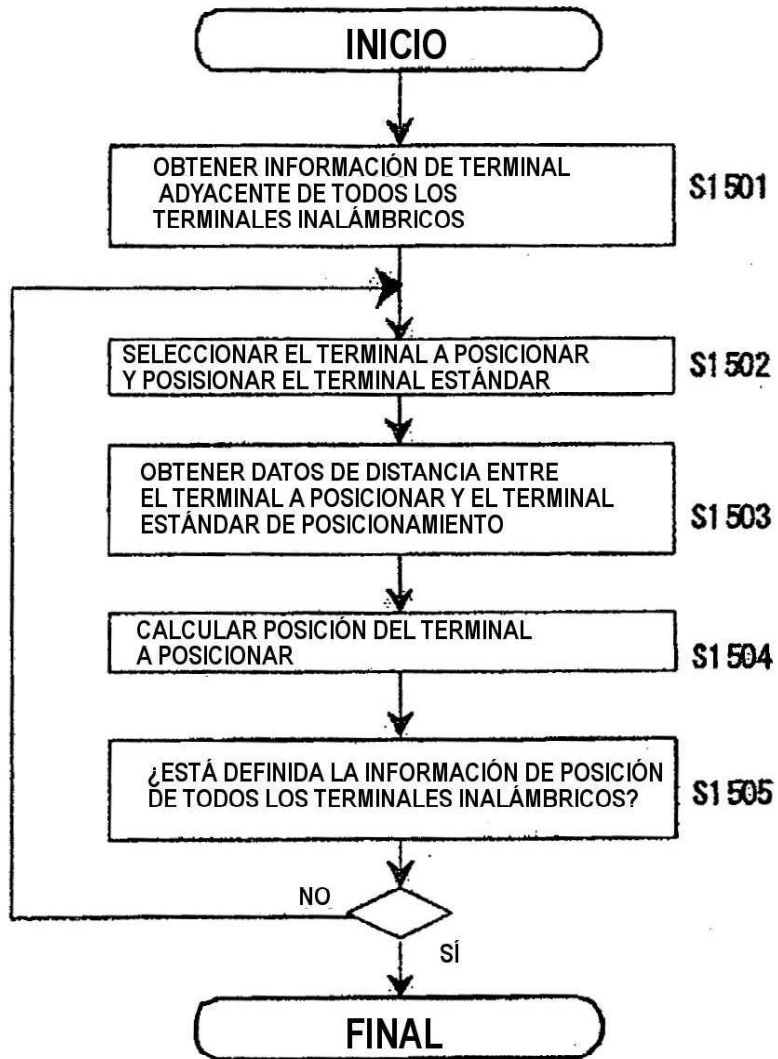 INICIO
OBTENER INFORMACIÓN DE TERMINAL
ADYACENTE DE TODOS LOS
TERMINALES INALÁMBRICOS
S1501
SELECCIONAR EL TERMINAL A POSICIONAR
Y POSISIONAR EL TERMINAL ESTÁNDAR
S1502
OBTENER DATOS DE DISTANCIA ENTRE
EL TERMINAL A POSICIONAR Y EL TERMINAL
ESTÁNDAR DE POSICIONAMIENTO
S1503
CALCULAR POSICIÓN DEL TERMINAL
A POSICIONAR
S1504
¿ESTÁ DEFINIDA LA INFORMACIÓN DE POSICIÓN
DE TODOS LOS TERMINALES INALÁMBRICOS?
S1505
NO
SÍ
FINAL